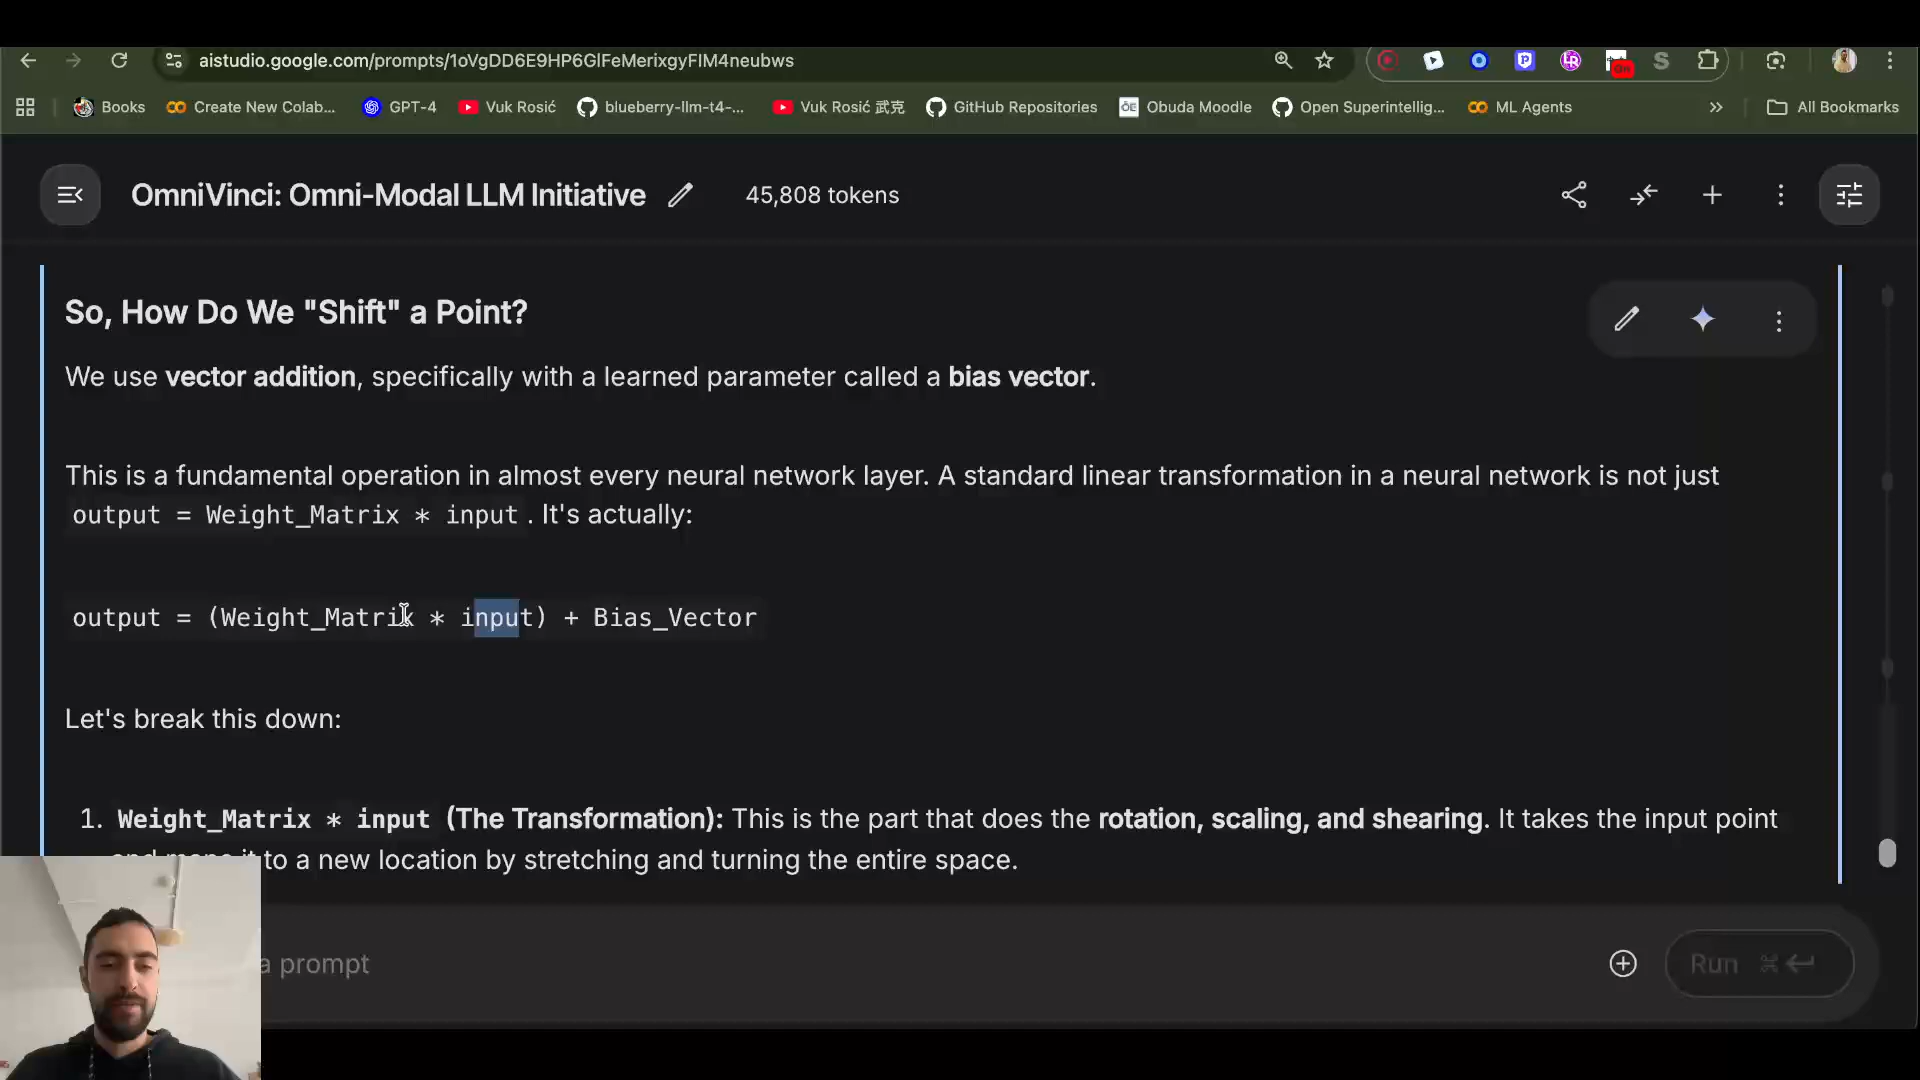 aistudio.google.com/prompts/1oVgDD6E9HP6GlFeMerixgyFIM4neubws
On
Books
Create New Colab...
GPT-4
Vuk Rosić
blueberry-llm-t4-...
Vuk Rosić 武克
GitHub Repositories
ŌE Obuda Moodle
Open Superintellig...
ML Agents
»
All Bookmarks
OmniVinci: Omni-Modal LLM Initiative
45,808 tokens
So, How Do We "Shift" a Point?
We use vector addition, specifically with a learned parameter called a bias vector.
This is a fundamental operation in almost every neural network layer. A standard linear transformation in a neural network is not just
output = Weight_Matrix * input . It's actually:
output = (Weight_Matrix * input) + Bias_Vector
Let's break this down:
1. Weight_Matrix * input (The Transformation): This is the part that does the rotation, scaling, and shearing. It takes the input point
it to a new location by stretching and turning the entire space.
a prompt
Run ⌘ ↵